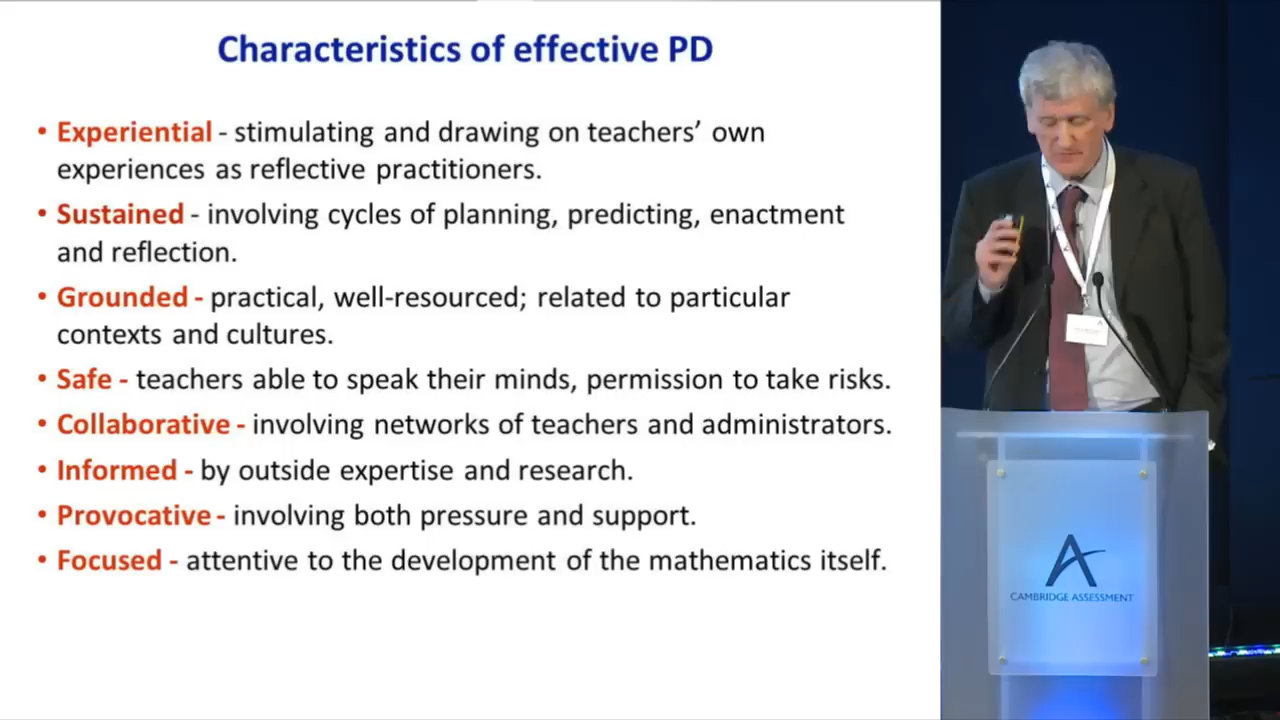 Characteristics of effective PD
• Experiential - stimulating and drawing on teachers’ own
experiences as reflective practitioners.
• Sustained - involving cycles of planning, predicting, enactment
and reflection.
• Grounded - practical, well-resourced; related to particular
contexts and cultures.
• Safe - teachers able to speak their minds, permission to take risks.
• Collaborative - involving networks of teachers and administrators.
• Informed - by outside expertise and research.
• Provocative - involving both pressure and support.
• Focused - attentive to the development of the mathematics itself.
CAMBRIDGE ASSESSMENT